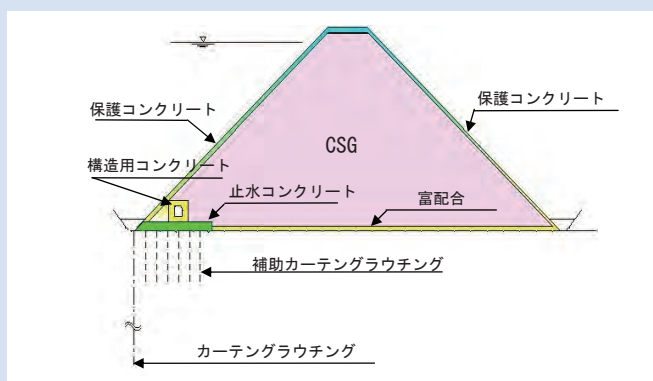 保護コンクリート
保護コンクリート
構造用コンクリート
CSG
止水コンクリート
富配合
補助カーテングラウチング
カーテングラウチング